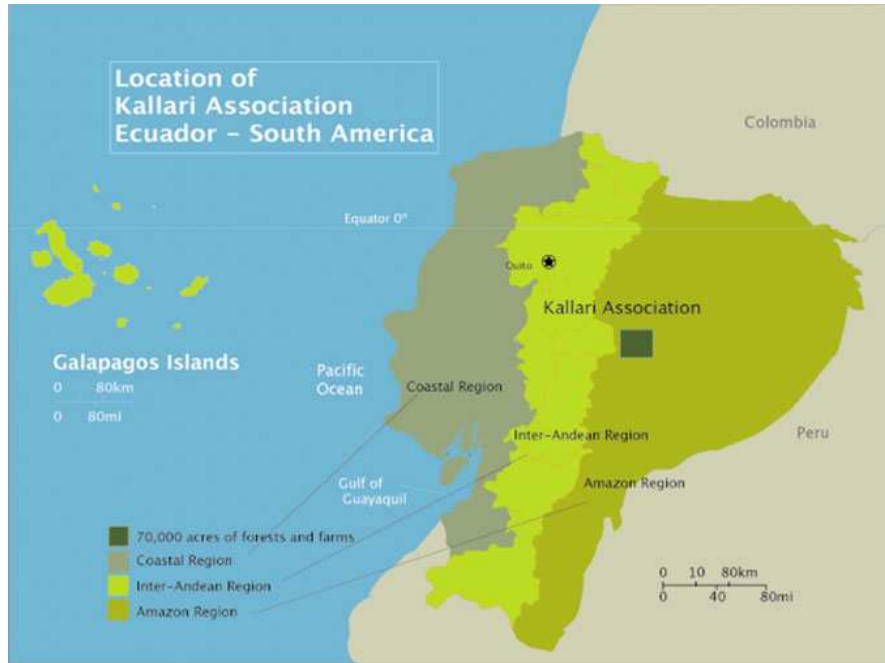 Location of
Kallari Association
Ecuador - South America
Colombia
Equator 0°
Quito
Kallari Association
Galapagos Islands
0 80km
0 80mi
Pacific
Ocean
Coastal Region
Inter-Andean Region
Peru
Amazon Region
Gulf of
Guayaquil
70,000 acres of forests and farms
Coastal Region
Inter-Andean Region
Amazon Region
0 10 80km
0 40 80mi